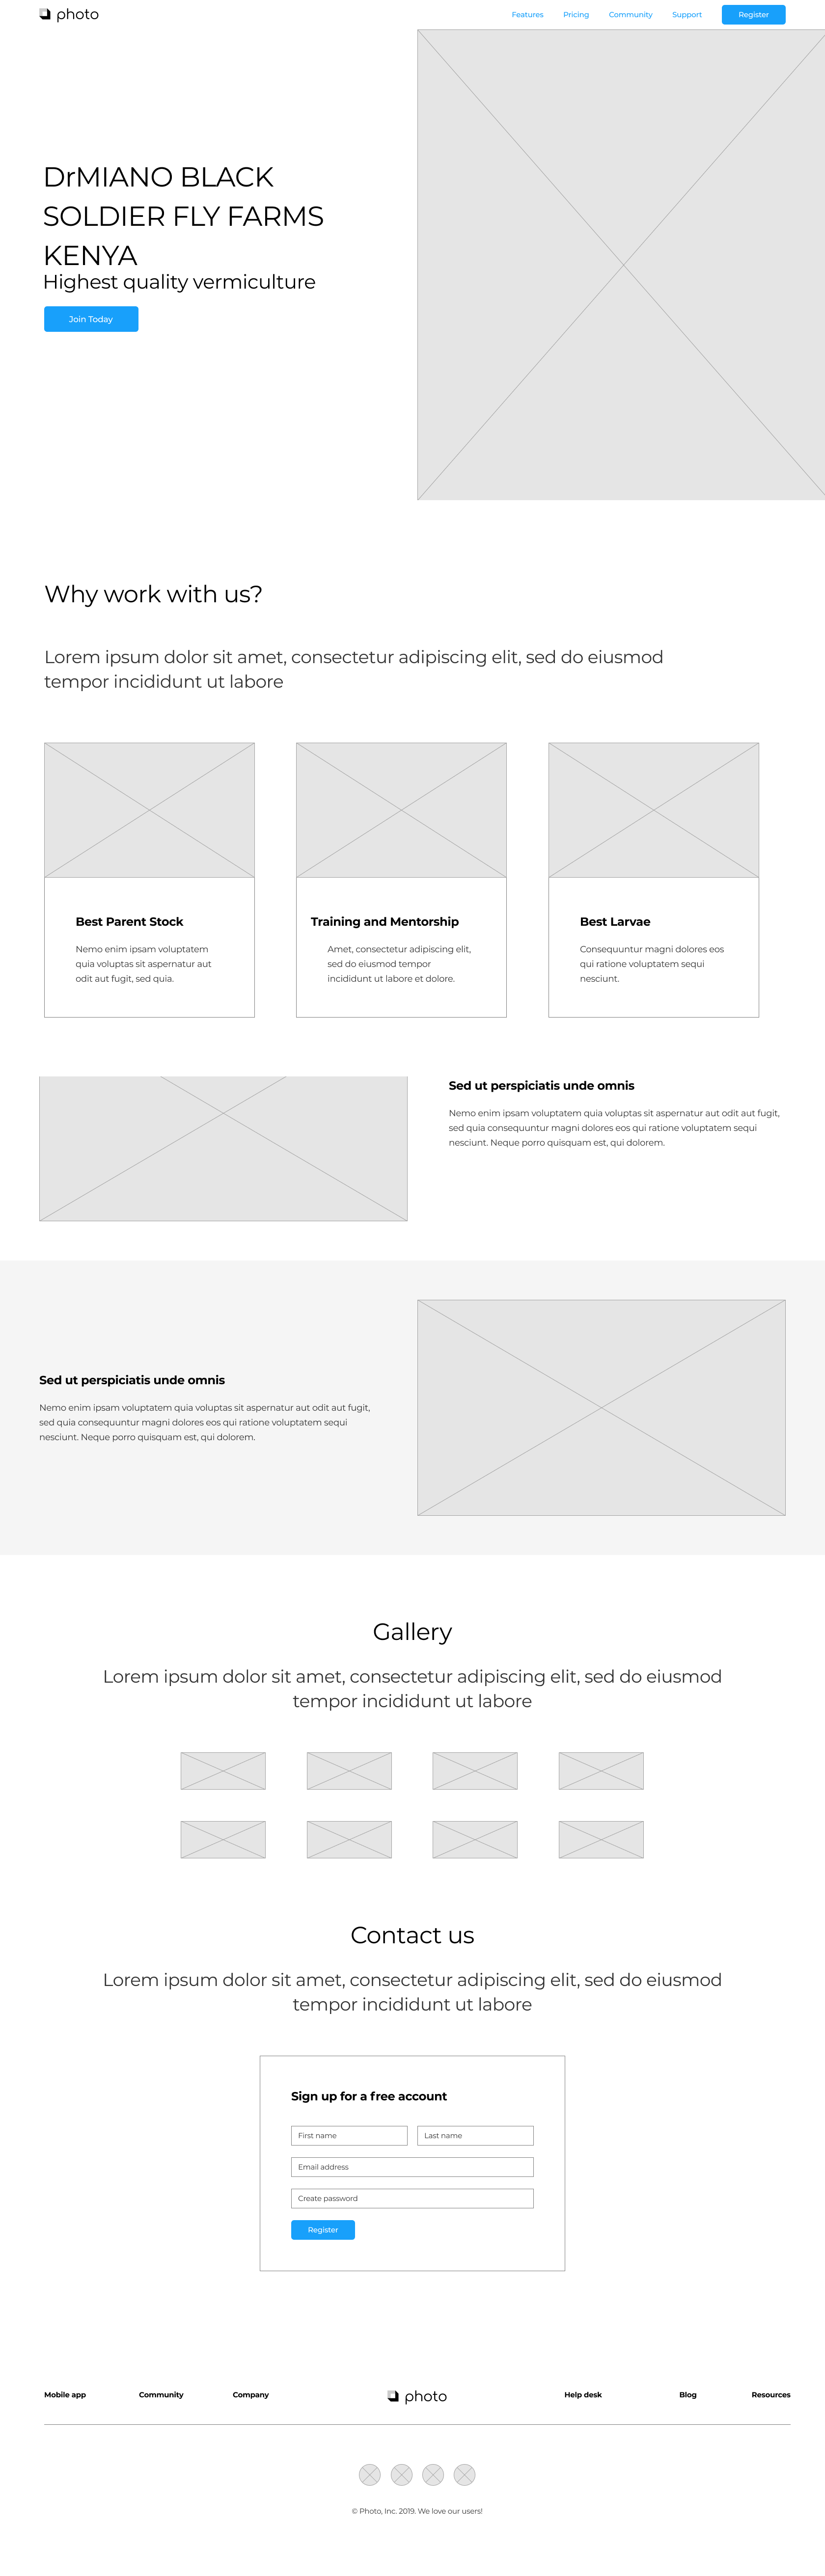 photo
Features Pricing Community Support Register
DrMIANO BLACK
SOLDIER FLY FARMS
KENYA
Highest quality vermiculture
Join Today
Why work with us?
Lorem ipsum dolor sit amet, consectetur adipiscing elit, sed do eiusmod
tempor incididunt ut labore
Best Parent Stock
Nemo enim ipsam voluptatem
quia voluptas sit aspernatur aut
odit aut fugit, sed quia.
Training and Mentorship
Amet, consectetur adipiscing elit,
sed do eiusmod tempor
incididunt ut labore et dolore.
Best Larvae
Consequuntur magni dolores eos
qui ratione voluptatem sequi
nesciunt.
Sed ut perspiciatis unde omnis
Nemo enim ipsam voluptatem quia voluptas sit aspernatur aut odit aut fugit,
sed quia consequuntur magni dolores eos qui ratione voluptatem sequi
nesciunt. Neque porro quisquam est, qui dolorem.
Sed ut perspiciatis unde omnis
Nemo enim ipsam voluptatem quia voluptas sit aspernatur aut odit aut fugit,
sed quia consequuntur magni dolores eos qui ratione voluptatem sequi
nesciunt. Neque porro quisquam est, qui dolorem.
Gallery
Lorem ipsum dolor sit amet, consectetur adipiscing elit, sed do eiusmod
tempor incididunt ut labore
Contact us
Lorem ipsum dolor sit amet, consectetur adipiscing elit, sed do eiusmod
tempor incididunt ut labore
Sign up for a free account
First name Last name
Email address
Create password
Register
Mobile app Community Company photo Help desk Blog Resources
© Photo, Inc. 2019. We love our users!